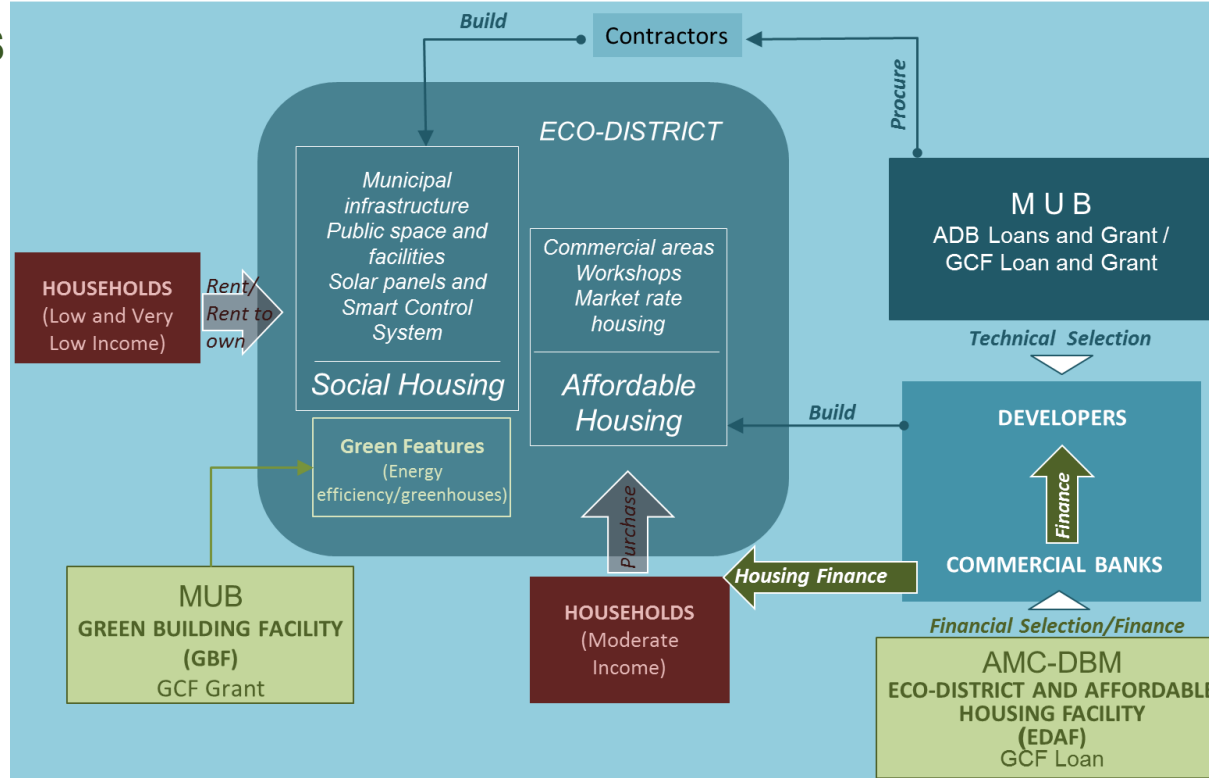 S
Build
Contractors
Procure
ECO-DISTRICT
Municipal
infrastructure
Public space and
facilities
Solar panels and
Smart Control
System
Social Housing
Commercial areas
Workshops
Market rate
housing
Affordable
Housing
M U B
ADB Loans and Grant /
GCF Loan and Grant
HOUSEHOLDS
(Low and Very
Low Income)
Rent/
Rent to
own
Technical Selection
DEVELOPERS
Build
Finance
COMMERCIAL BANKS
Green Features
(Energy
efficiency/greenhouses)
Purchase
Housing Finance
Financial Selection/Finance
MUB
GREEN BUILDING FACILITY
(GBF)
GCF Grant
HOUSEHOLDS
(Moderate
Income)
AMC-DBM
ECO-DISTRICT AND AFFORDABLE
HOUSING FACILITY
(EDAF)
GCF Loan